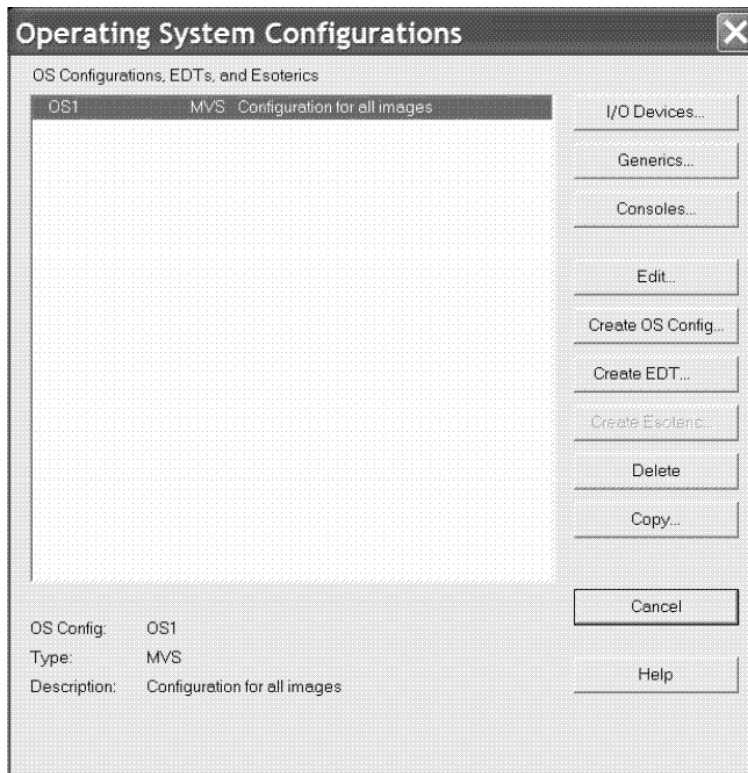 Operating System Configurations
OS Configurations, EDTs, and Esoterics
OS1 MVS Configuration for all images
I/O Devices...
Generics...
Consoles...
Edit...
Create OS Config...
Create EDT...
Create Esoteric...
Delete
Copy...
Cancel
Help
OS Config: OS1
Type: MVS
Description: Configuration for all images